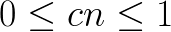 0 ≤ cn ≤ 1